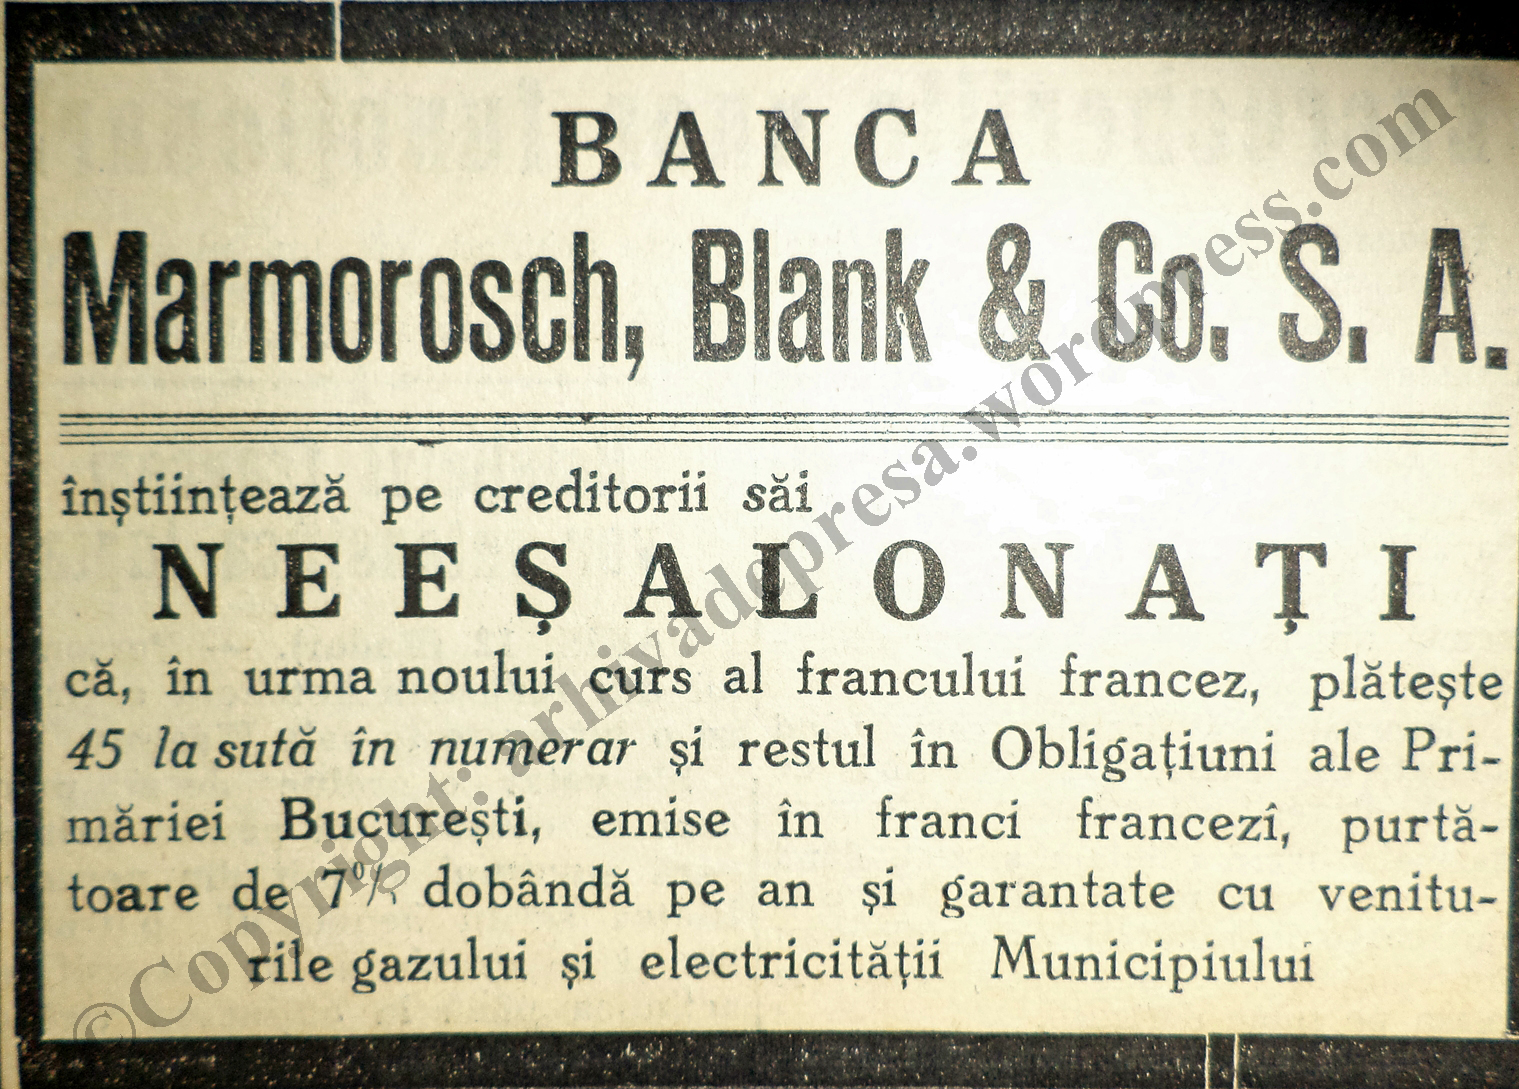 BANCA
Marmorosch, Blank & Co. S. A.
înștiințează pe creditorii săi
NEEȘALONAȚI
că, în urma noului curs al francului francez, plătește
45 la sută în numerar și restul în Obligațiuni ale Pri-
măriei București, emise în franci francezî, purtă-
toare de 7% dobândă pe an și garantate cu venitu-
rile gazului și electricității Municipiului
©Copyright: arhivadepresa.wordpress.com